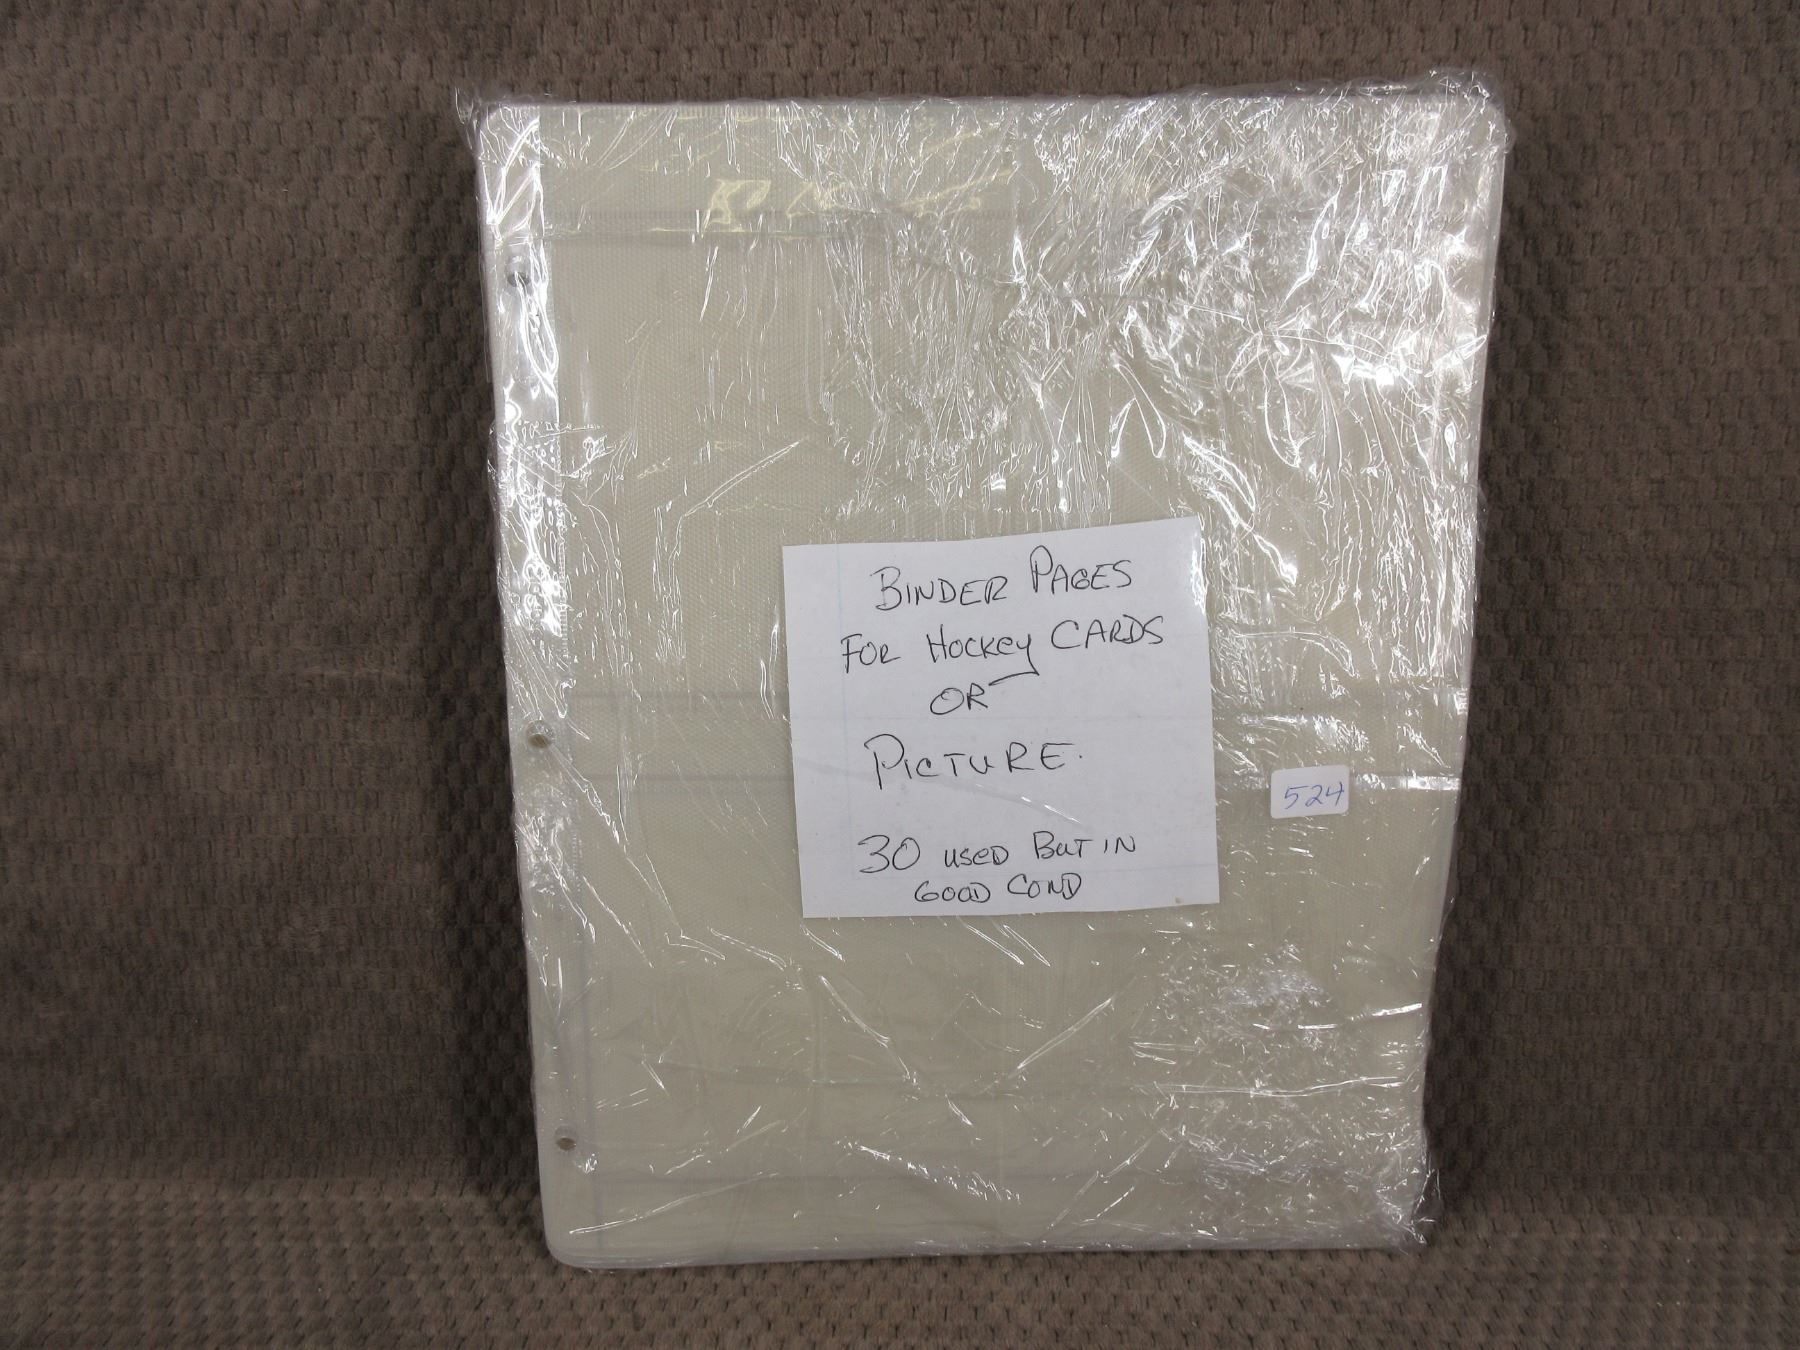 BINDER PAGES
FOR HOCKEY CARDS
OR
PICTURE.
524
30 USED BUT IN
GOOD COND